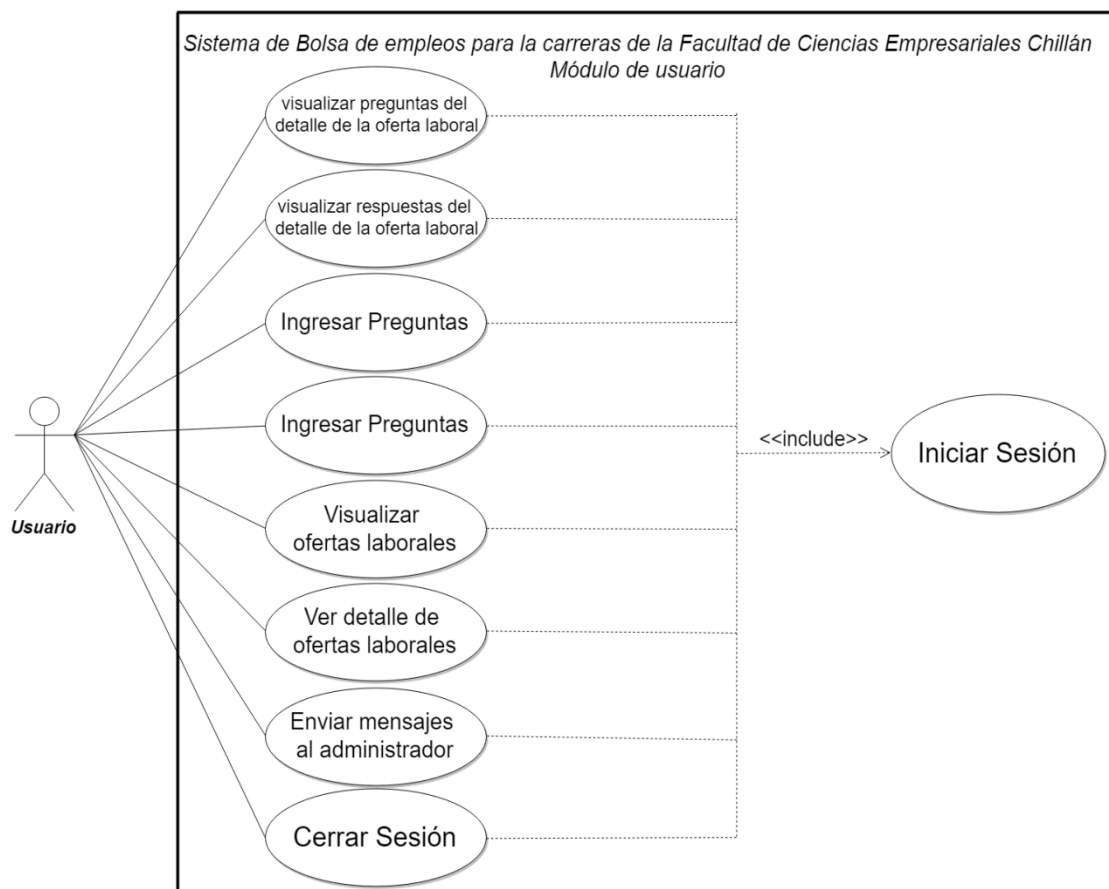 Sistema de Bolsa de empleos para la carreras de la Facultad de Ciencias Empresariales Chillán
Módulo de usuario
visualizar preguntas del
detalle de la oferta laboral
visualizar respuestas del
detalle de la oferta laboral
Ingresar Preguntas
Ingresar Preguntas
Visualizar
ofertas laborales
Ver detalle de
ofertas laborales
Enviar mensajes
al administrador
Cerrar Sesión
Usuario
<<include>>
Iniciar Sesión